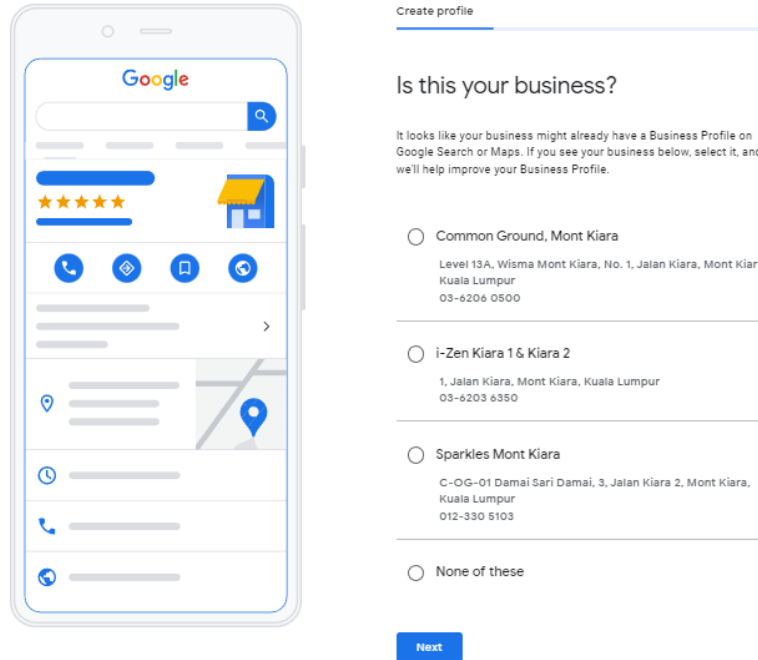 Google
Create profile
Is this your business?
It looks like your business might already have a Business Profile on
Google Search or Maps. If you see your business below, select it, and
we'll help improve your Business Profile.
Common Ground, Mont Kiara
Level 13A, Wisma Mont Kiara, No. 1, Jalan Kiara, Mont Kiar
Kuala Lumpur
03-6206 0500
i-Zen Kiara 1 & Kiara 2
1, Jalan Kiara, Mont Kiara, Kuala Lumpur
03-6203 6350
Sparkles Mont Kiara
C-OG-01 Damai Sari Damai, 3, Jalan Kiara 2, Mont Kiara,
Kuala Lumpur
012-330 5103
None of these
Next